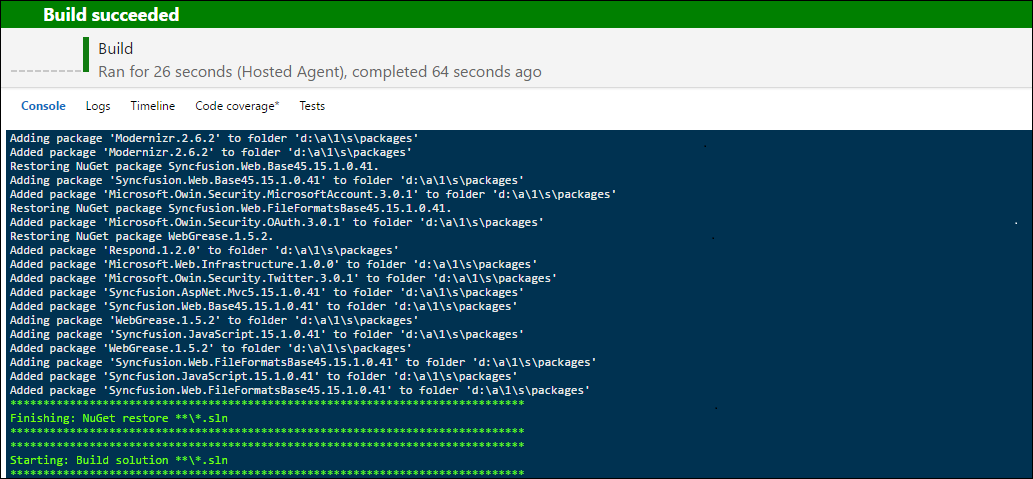 Build succeeded
Build
Ran for 26 seconds (Hosted Agent), completed 64 seconds ago
Console Logs Timeline Code coverage* Tests
Adding package 'Modernizr.2.6.2' to folder 'd:\a\1\s\packages'
Added package 'Modernizr.2.6.2' to folder 'd:\a\1\s\packages'
Restoring NuGet package Syncfusion.Web.Base45.15.1.0.41.
Adding package 'Syncfusion.Web.Base45.15.1.0.41' to folder 'd:\a\1\s\packages'
Added package 'Microsoft.Owin.Security.MicrosoftAccount.3.0.1' to folder 'd:\a\1\s\packages'
Restoring NuGet package Syncfusion.Web.FileFormatsBase45.15.1.0.41.
Added package 'Microsoft.Owin.Security.OAuth.3.0.1' to folder 'd:\a\1\s\packages'
Restoring NuGet package WebGrease.1.5.2.
Added package 'Respond.1.2.0' to folder 'd:\a\1\s\packages'
Added package 'Microsoft.Web.Infrastructure.1.0.0' to folder 'd:\a\1\s\packages'
Added package 'Microsoft.Owin.Security.Twitter.3.0.1' to folder 'd:\a\1\s\packages'
Added package 'Syncfusion.AspNet.Mvc5.15.1.0.41' to folder 'd:\a\1\s\packages'
Added package 'Syncfusion.Web.Base45.15.1.0.41' to folder 'd:\a\1\s\packages'
Adding package 'WebGrease.1.5.2' to folder 'd:\a\1\s\packages'
Adding package 'Syncfusion.JavaScript.15.1.0.41' to folder 'd:\a\1\s\packages'
Added package 'WebGrease.1.5.2' to folder 'd:\a\1\s\packages'
Adding package 'Syncfusion.Web.FileFormatsBase45.15.1.0.41' to folder 'd:\a\1\s\packages'
Added package 'Syncfusion.JavaScript.15.1.0.41' to folder 'd:\a\1\s\packages'
Added package 'Syncfusion.Web.FileFormatsBase45.15.1.0.41' to folder 'd:\a\1\s\packages'
******************************************************************************
Finishing: NuGet restore **\*.sln
******************************************************************************
******************************************************************************
Starting: Build solution **\*.sln
******************************************************************************